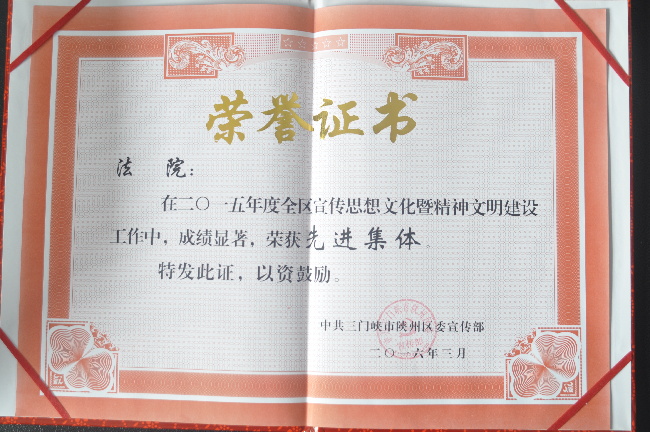 荣誉证书
法 院：
在二〇一五年度全区宣传思想文化暨精神文明建设
工作中，成绩显著，荣获先进集体。
特发此证，以资鼓励。
中共三门峡市陕州区委宣传部
二〇一六年三月